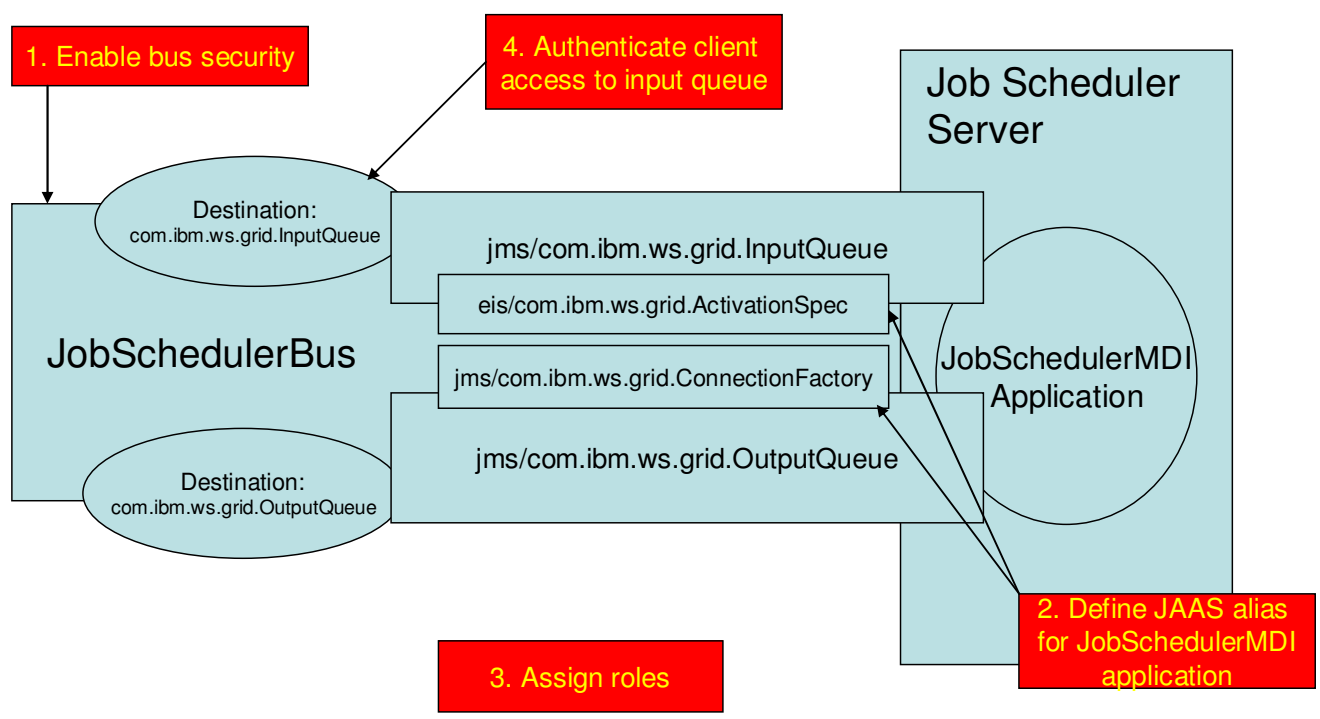 1. Enable bus security
4. Authenticate client
access to input queue
Job Scheduler
Server
Destination:
com.ibm.ws.grid.InputQueue
jms/com.ibm.ws.grid.InputQueue
eis/com.ibm.ws.grid.ActivationSpec
JobSchedulerBus
jms/com.ibm.ws.grid.ConnectionFactory
JobSchedulerMDI
Application
jms/com.ibm.ws.grid.OutputQueue
Destination:
com.ibm.ws.grid.OutputQueue
2. Define JAAS alias
for JobSchedulerMDI
application
3. Assign roles